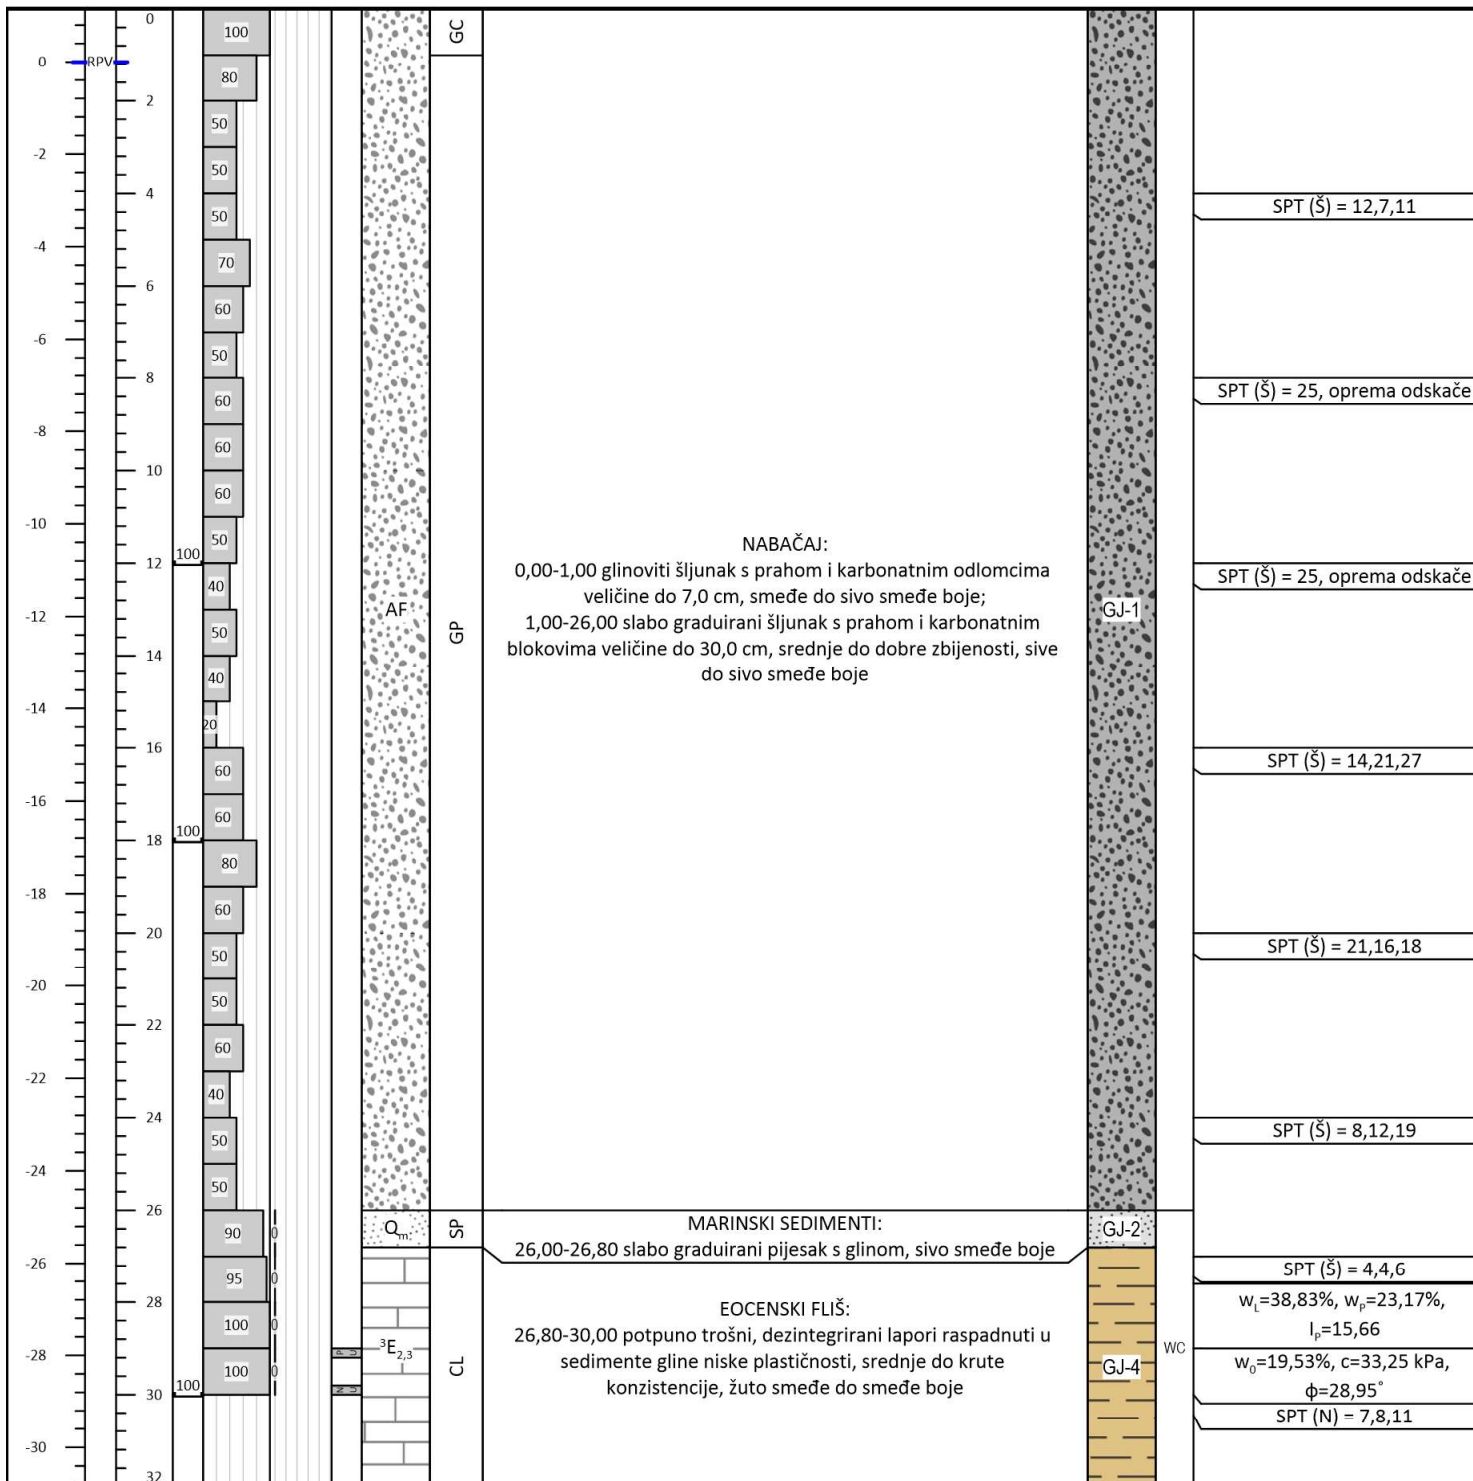 0
100
GC
0
RPV
80
2
50
-2
50
4
50
SPT (Š) = 12,7,11
-4
70
6
60
-6
50
8
60
SPT (Š) = 25, oprema odskače
-8
60
10
60
-10
50
100
12
40
SPT (Š) = 25, oprema odskače
NABAČAJ:
0,00-1,00 glinoviti šljunak s prahom i karbonatnim odlomcima
veličine do 7,0 cm, smeđe do sivo smeđe boje;
1,00-26,00 slabo graduirani šljunak s prahom i karbonatnim
blokovima veličine do 30,0 cm, srednje do dobre zbijenosti, sive
do sivo smeđe boje
AF
GP
GJ-1
-12
50
14
40
-14
20
16
60
SPT (Š) = 14,21,27
-16
60
100
18
80
-18
60
20
50
SPT (Š) = 21,16,18
-20
50
22
60
-22
40
24
50
SPT (Š) = 8,12,19
-24
50
26
90
0
Qm
SP
MARINSKI SEDIMENTI:
26,00-26,80 slabo graduirani pijesak s glinom, sivo smeđe boje
GJ-2
-26
95
0
SPT (Š) = 4,4,6
28
100
0
EOCENSKI FLIŠ:
26,80-30,00 potpuno trošni, dezintegrirani lapori raspadnuti u
sedimente gline niske plastičnosti, srednje do krute
konzistencije, žuto smeđe do smeđe boje
³E2,3
CL
GJ-4
WC
wL=38,83%, wP=23,17%,
IP=15,66
-28
P U
100
0
w0=19,53%, c=33,25 kPa,
ϕ=28,95°
100
30
N U
SPT (N) = 7,8,11
-30
32